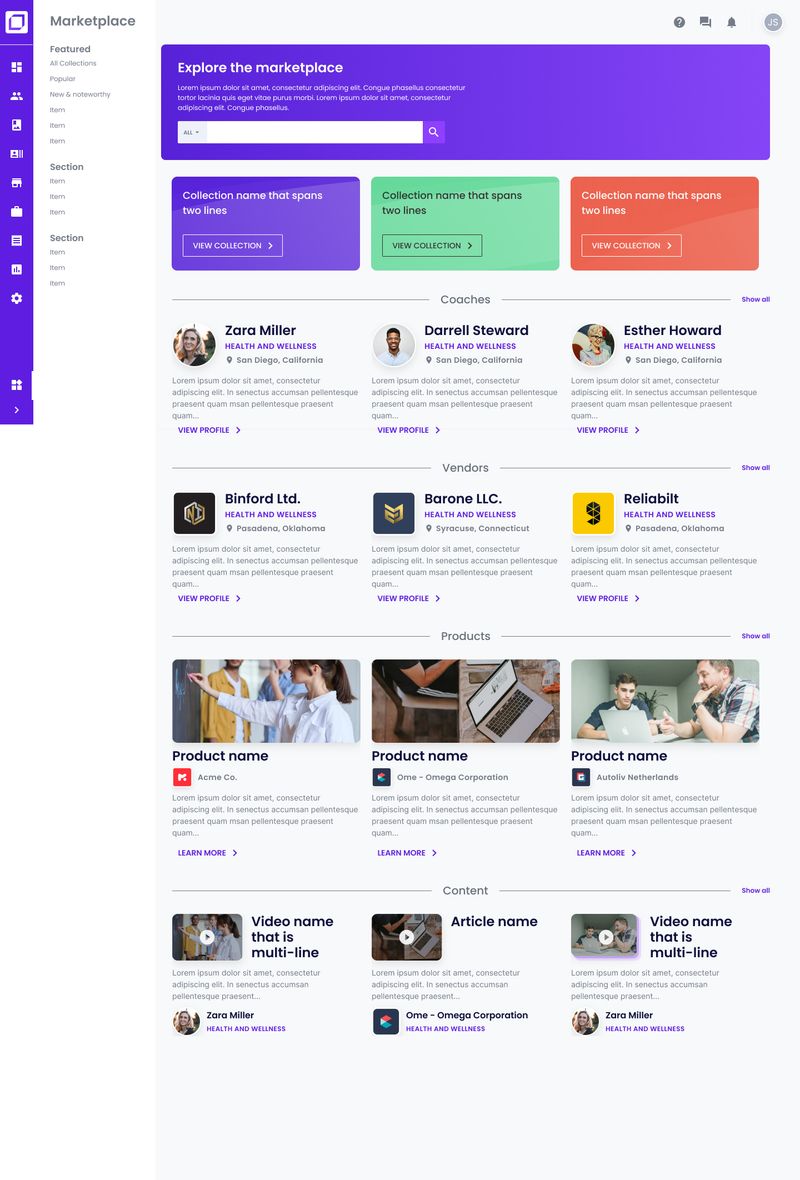 Marketplace
Featured
All Collections
Popular
New & noteworthy
Item
Item
Item
Section
Item
Item
Item
Section
Item
Item
Item
JS
Explore the marketplace
Lorem ipsum dolor sit amet, consectetur adipiscing elit. Congue phasellus consectetur
tortor lacinia quis eget vitae purus morbi. Lorem ipsum dolor sit amet, consectetur
adipiscing elit. Congue phasellus.
ALL
Collection name that spans
two lines
VIEW COLLECTION
Collection name that spans
two lines
VIEW COLLECTION
Collection name that spans
two lines
VIEW COLLECTION
Coaches
Show all
Zara Miller
HEALTH AND WELLNESS
San Diego, California
Lorem ipsum dolor sit amet, consectetur
adipiscing elit. In senectus accumsan pellentesque
praesent quam msan pellentesque praesent
quam...
VIEW PROFILE
Darrell Steward
HEALTH AND WELLNESS
San Diego, California
Lorem ipsum dolor sit amet, consectetur
adipiscing elit. In senectus accumsan pellentesque
praesent quam msan pellentesque praesent
quam...
VIEW PROFILE
Esther Howard
HEALTH AND WELLNESS
San Diego, California
Lorem ipsum dolor sit amet, consectetur
adipiscing elit. In senectus accumsan pellentesque
praesent quam msan pellentesque praesent
quam...
VIEW PROFILE
Vendors
Show all
Binford Ltd.
HEALTH AND WELLNESS
Pasadena, Oklahoma
Lorem ipsum dolor sit amet, consectetur
adipiscing elit. In senectus accumsan pellentesque
praesent quam msan pellentesque praesent
quam...
VIEW PROFILE
Barone LLC.
HEALTH AND WELLNESS
Syracuse, Connecticut
Lorem ipsum dolor sit amet, consectetur
adipiscing elit. In senectus accumsan pellentesque
praesent quam msan pellentesque praesent
quam...
VIEW PROFILE
Reliabilt
HEALTH AND WELLNESS
Pasadena, Oklahoma
Lorem ipsum dolor sit amet, consectetur
adipiscing elit. In senectus accumsan pellentesque
praesent quam msan pellentesque praesent
quam...
VIEW PROFILE
Products
Show all
Product name
Acme Co.
Lorem ipsum dolor sit amet, consectetur
adipiscing elit. In senectus accumsan pellentesque
praesent quam msan pellentesque praesent
quam...
LEARN MORE
Product name
Ome - Omega Corporation
Lorem ipsum dolor sit amet, consectetur
adipiscing elit. In senectus accumsan pellentesque
praesent quam msan pellentesque praesent
quam...
LEARN MORE
Product name
Autoliv Netherlands
Lorem ipsum dolor sit amet, consectetur
adipiscing elit. In senectus accumsan pellentesque
praesent quam msan pellentesque praesent
quam...
LEARN MORE
Content
Show all
Video name
that is
multi-line
Lorem ipsum dolor sit amet, consectetur
adipiscing elit. In senectus accumsan
pellentesque praesent...
Zara Miller
HEALTH AND WELLNESS
Article name
Lorem ipsum dolor sit amet, consectetur
adipiscing elit. In senectus accumsan
pellentesque praesent...
Ome - Omega Corporation
HEALTH AND WELLNESS
Video name
that is
multi-line
Lorem ipsum dolor sit amet, consectetur
adipiscing elit. In senectus accumsan
pellentesque praesent...
Zara Miller
HEALTH AND WELLNESS